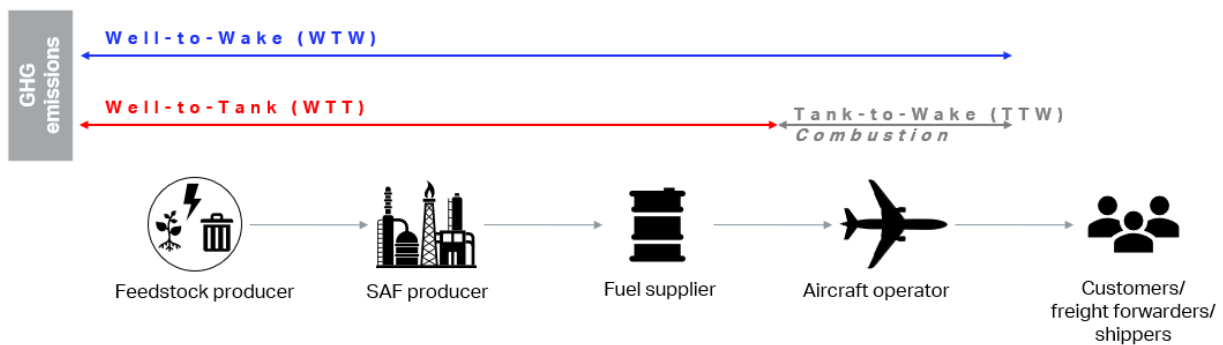 GHG
emissions
Well-to-Wake (WTW)
Well-to-Tank (WTT)
Tank-to-Wake (TTW)
Combustion
Feedstock producer
SAF producer
Fuel supplier
Aircraft operator
Customers/
freight forwarders/
shippers